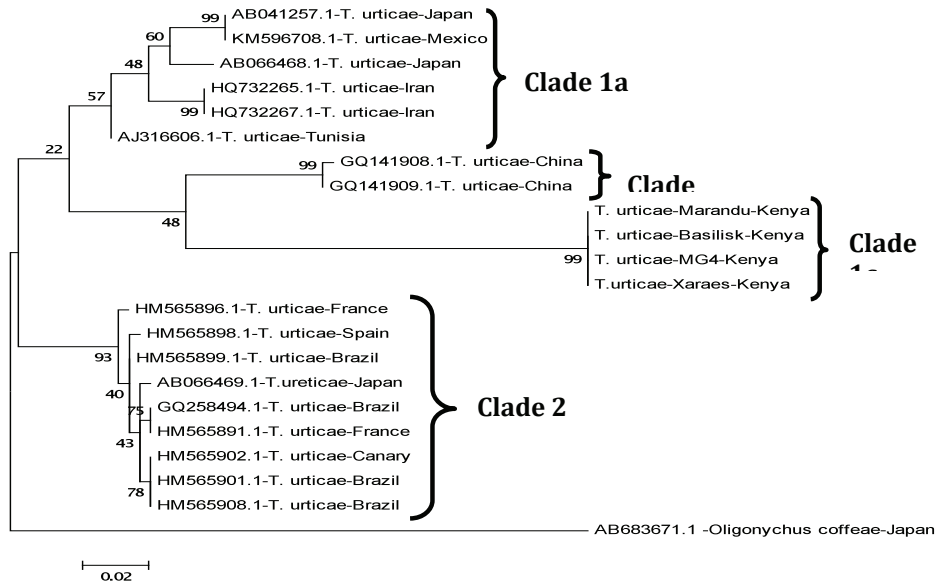 AB041257.1-T. urticae-Japan
99
KM596708.1-T. urticae-Mexico
60
AB066468.1-T. urticae-Japan
48
HQ732265.1-T. urticae-Iran
Clade 1a
57
99
HQ732267.1-T. urticae-Iran
AJ316606.1-T. urticae-Tunisia
22
GQ141908.1-T. urticae-China
99
GQ141909.1-T. urticae-China
Clade
48
T. urticae-Marandu-Kenya
T. urticae-Basilisk-Kenya
Clade
99
T. urticae-MG4-Kenya
T.urticae-Xaraes-Kenya
HM565896.1-T. urticae-France
HM565898.1-T. urticae-Spain
93
HM565899.1-T. urticae-Brazil
AB066469.1-T.ureticae-Japan
40
75
GQ258494.1-T. urticae-Brazil
Clade 2
HM565891.1-T. urticae-France
43
HM565902.1-T. urticae-Canary
HM565901.1-T. urticae-Brazil
78
HM565908.1-T. urticae-Brazil
AB683671.1 -Oligonychus coffeae-Japan
0.02